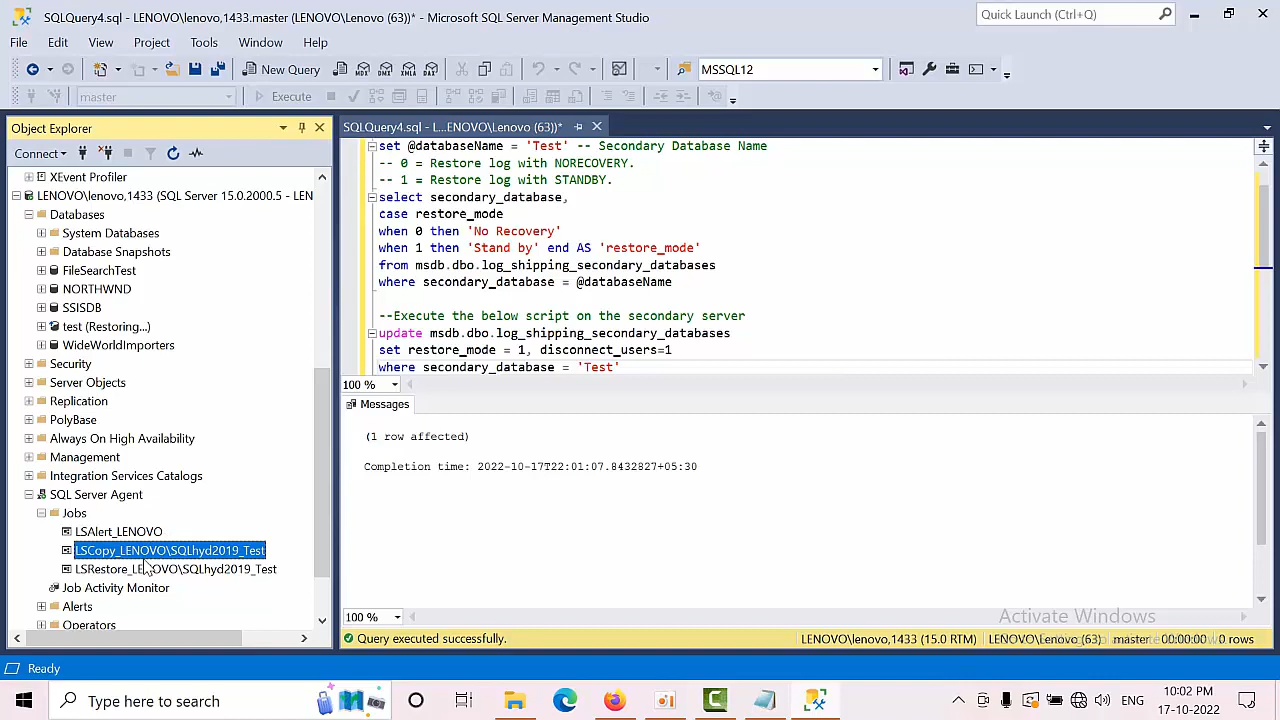 SQLQuery4.sql - LENOVO\lenovo,1433.master (LENOVO\Lenovo (63))* - Microsoft SQL Server Management Studio
Quick Launch (Ctrl+Q)
File Edit View Project Tools Window Help
New Query MDX DMX XMLA DAX MSSQL12
master Execute
Object Explorer
Connect
XEvent Profiler
LENOVO\lenovo,1433 (SQL Server 15.0.2000.5 - LEN
Databases
System Databases
Database Snapshots
FileSearchTest
NORTHWND
SSISDB
test (Restoring...)
WideWorldImporters
Security
Server Objects
Replication
PolyBase
Always On High Availability
Management
Integration Services Catalogs
SQL Server Agent
Jobs
LSAlert_LENOVO
LSCopy_LENOVO\SQLhyd2019_Test
LSRestore_LENOVO\SQLhyd2019_Test
Job Activity Monitor
Alerts
Operators
SQLQuery4.sql - L...ENOVO\Lenovo (63))*
set @databaseName = 'Test' -- Secondary Database Name
-- 0 = Restore log with NORECOVERY.
-- 1 = Restore log with STANDBY.
select secondary_database,
case restore_mode
when 0 then 'No Recovery'
when 1 then 'Stand by' end AS 'restore_mode'
from msdb.dbo.log_shipping_secondary_databases
where secondary_database = @databaseName
--Execute the below script on the secondary server
update msdb.dbo.log_shipping_secondary_databases
set restore_mode = 1, disconnect_users=1
where secondary_database = 'Test'
100 %
Messages
(1 row affected)
Completion time: 2022-10-17T22:01:07.8432827+05:30
Activate Windows
100 %
Query executed successfully. LENOVO\lenovo,1433 (15.0 RTM) LENOVO\Lenovo (63) master 00:00:00 0 rows
Ready
Type here to search
ENG
10:02 PM
17-10-2022